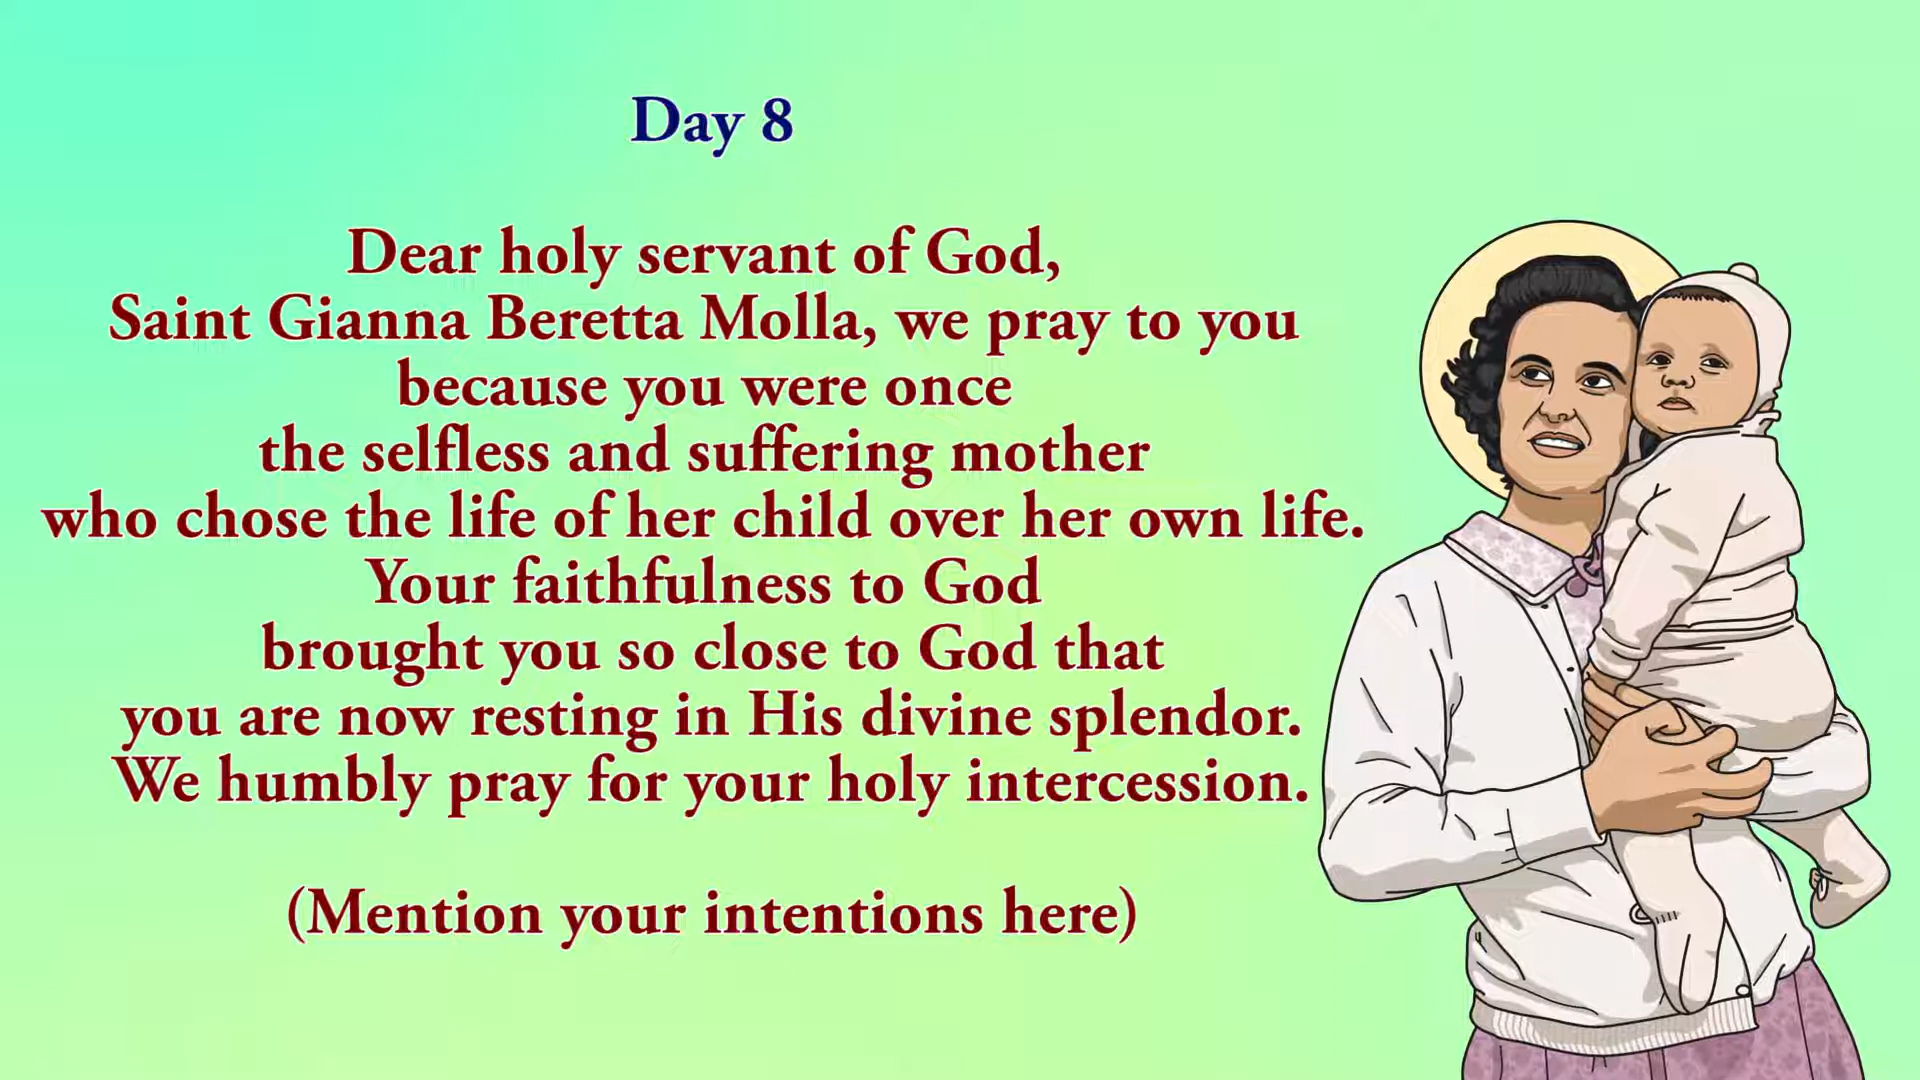 Day 8
Dear holy servant of God,
Saint Gianna Beretta Molla, we pray to you
because you were once
the selfless and suffering mother
who chose the life of her child over her own life.
Your faithfulness to God
brought you so close to God that
you are now resting in His divine splendor.
We humbly pray for your holy intercession.
(Mention your intentions here)